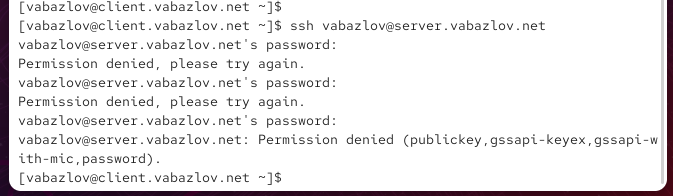 [vabazlov@client.vabazlov.net ~]$
[vabazlov@client.vabazlov.net ~]$ ssh vabazlov@server.vabazlov.net
vabazlov@server.vabazlov.net's password:
Permission denied, please try again.
vabazlov@server.vabazlov.net's password:
Permission denied, please try again.
vabazlov@server.vabazlov.net's password:
vabazlov@server.vabazlov.net: Permission denied (publickey,gssapi-keyex,gssapi-w
ith-mic,password).
[vabazlov@client.vabazlov.net ~]$